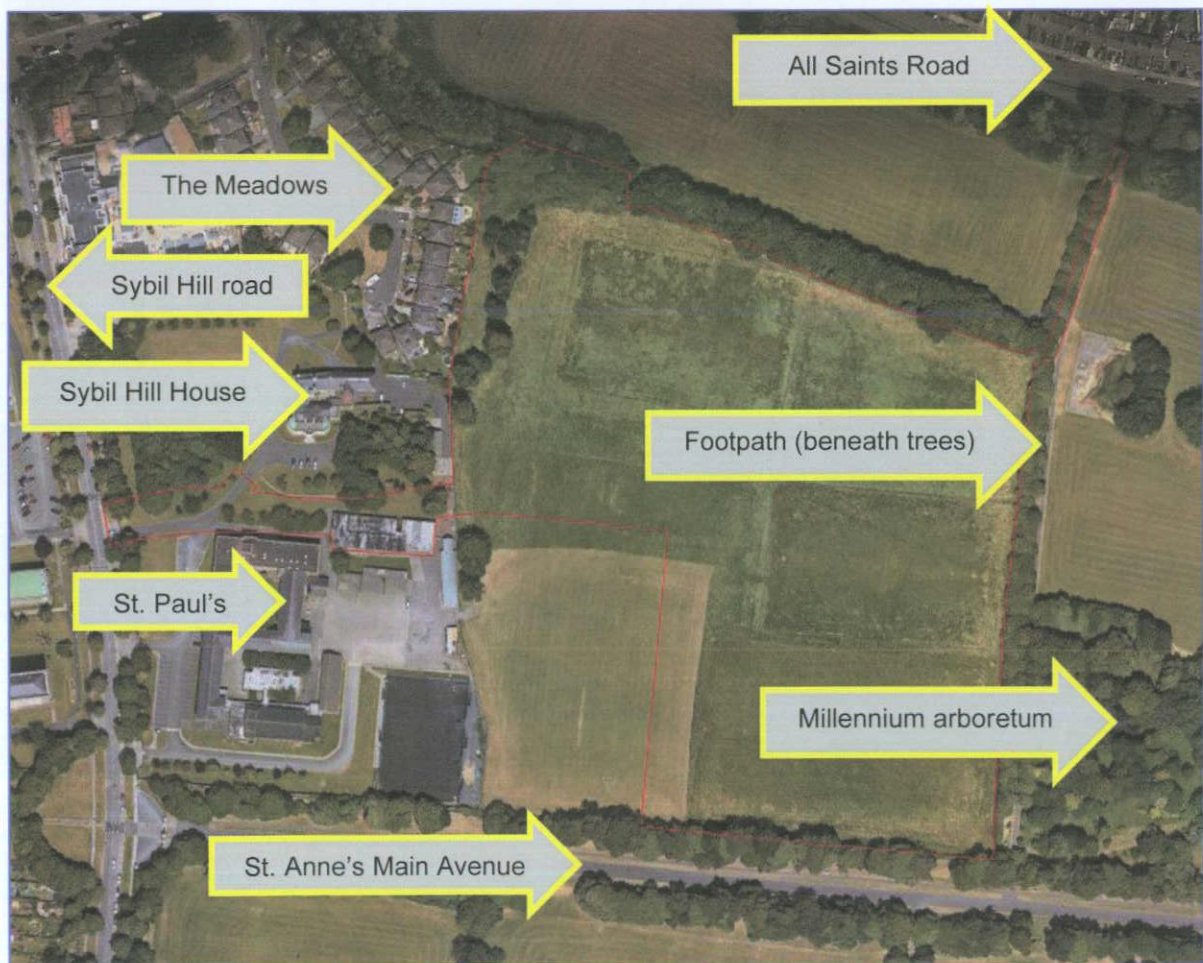 All Saints Road
The Meadows
Sybil Hill road
Sybil Hill House
Footpath (beneath trees)
St. Paul's
Millennium arboretum
St. Anne's Main Avenue